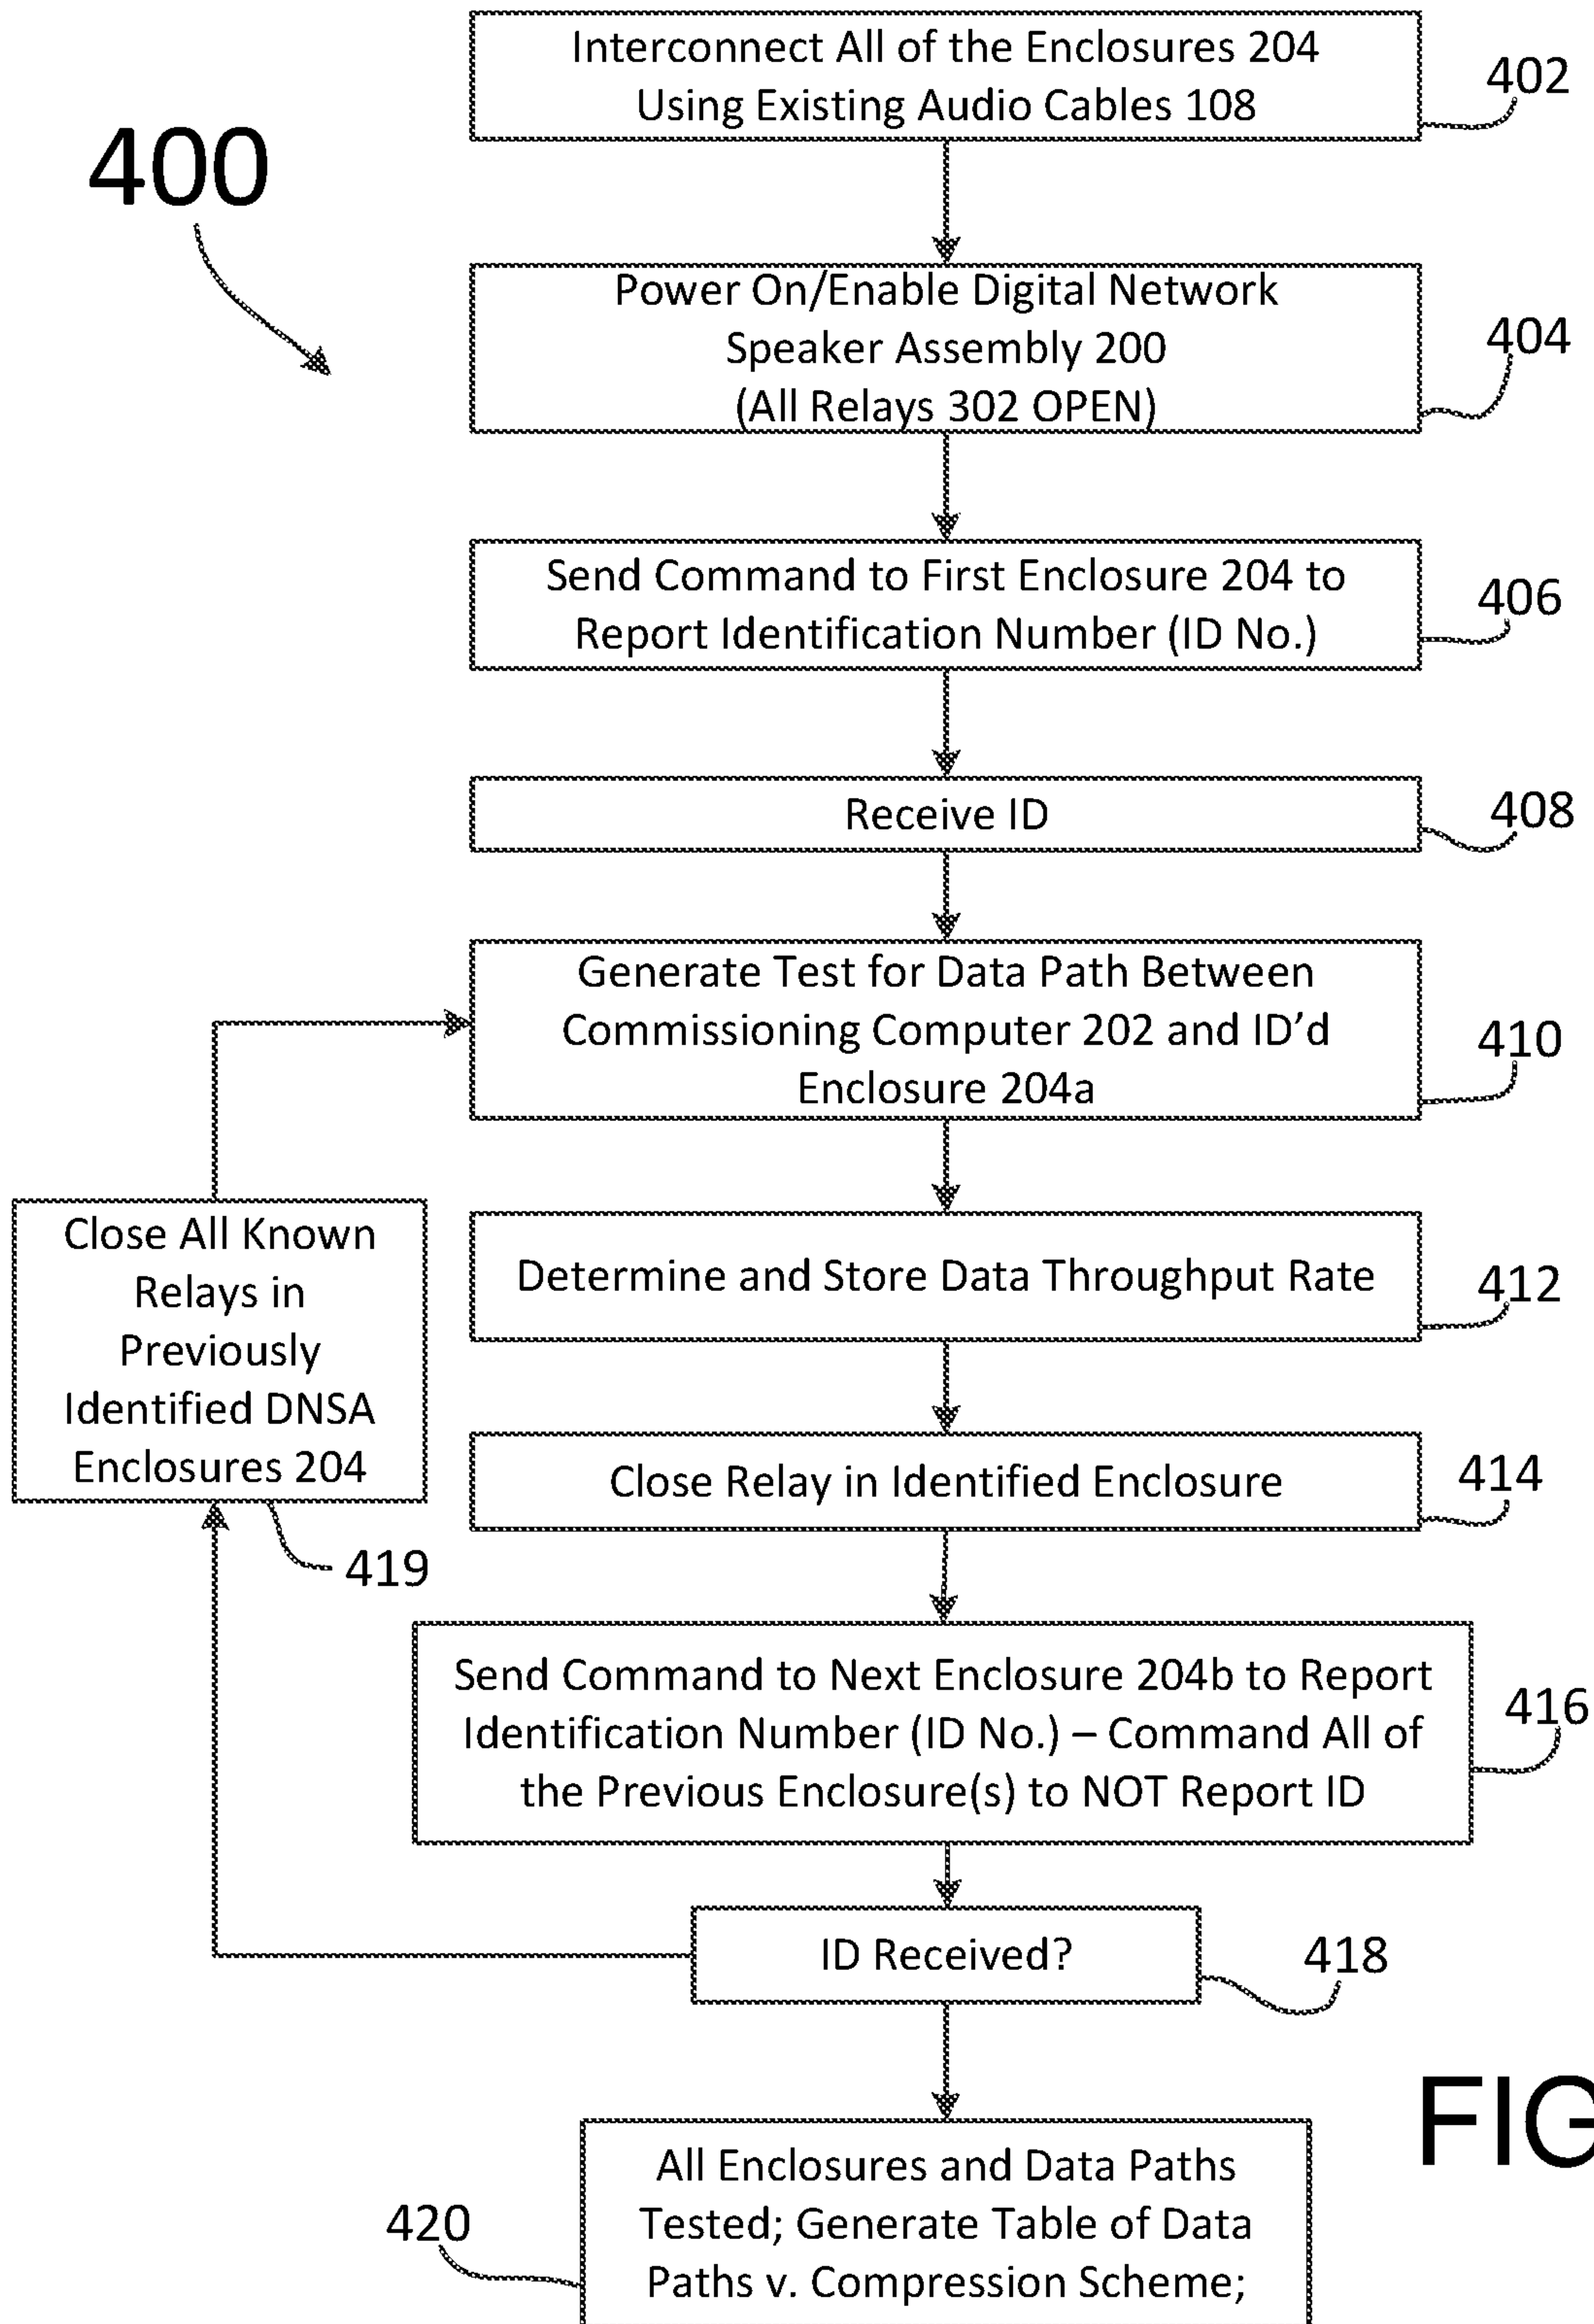 Interconnect All of the Enclosures 204
Using Existing Audio Cables 108
402
400
Power On/Enable Digital Network
Speaker Assembly 200
(All Relays 302 OPEN)
404
Send Command to First Enclosure 204 to
Report Identification Number (ID No.)
406
Receive ID
408
Generate Test for Data Path Between
Commissioning Computer 202 and ID’d
Enclosure 204a
410
Close All Known
Relays in
Previously
Identified DNSA
Enclosures 204
419
Determine and Store Data Throughput Rate
412
Close Relay in Identified Enclosure
414
Send Command to Next Enclosure 204b to Report
Identification Number (ID No.) – Command All of
the Previous Enclosure(s) to NOT Report ID
416
ID Received?
418
FIG
All Enclosures and Data Paths
Tested; Generate Table of Data
Paths v. Compression Scheme;
420